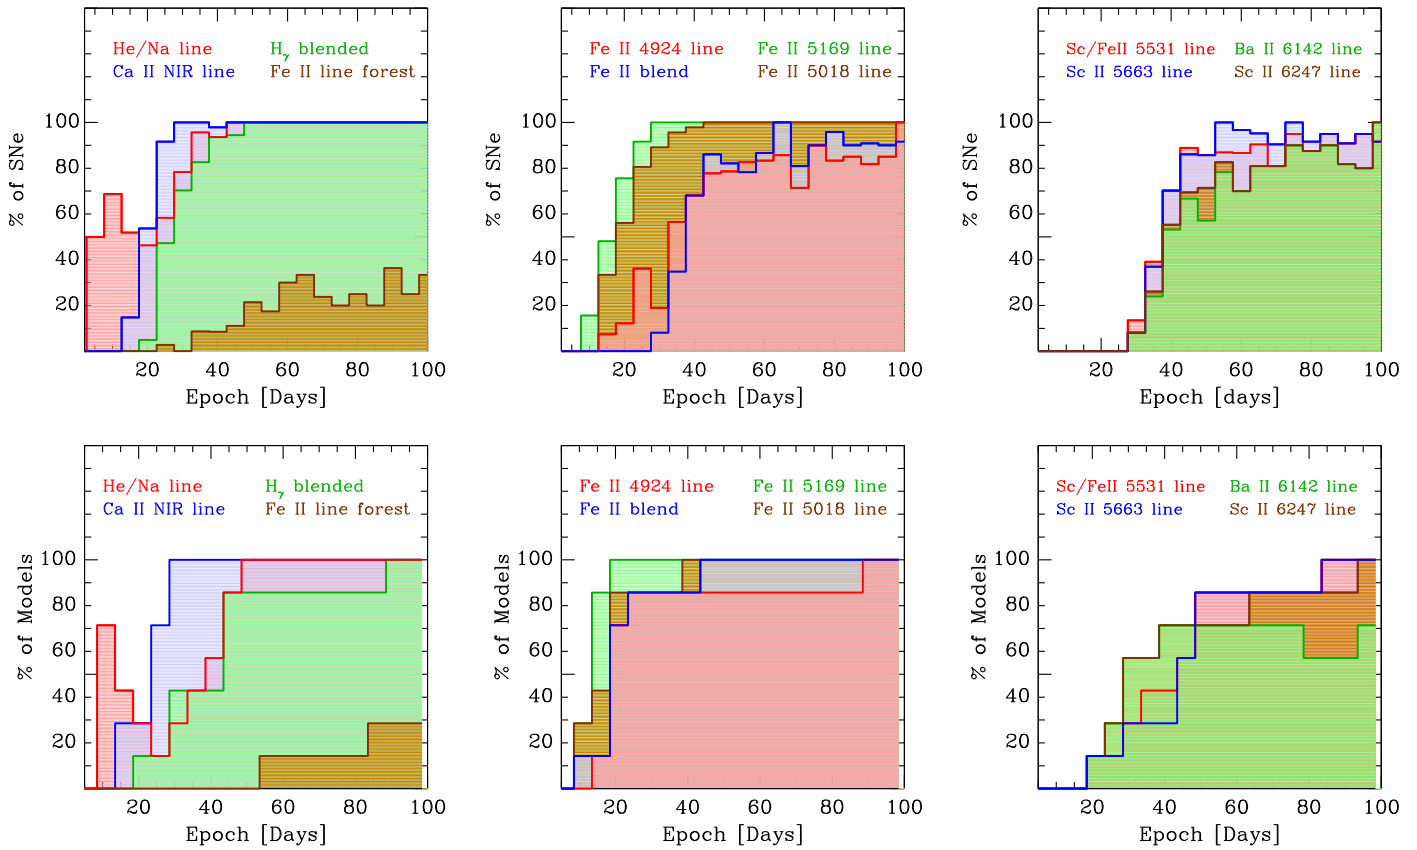 He/Na line
H_γ blended
Ca II NIR line
Fe II line forest
% of SNe
100
80
60
40
20
20 40 60 80 100
Epoch [Days]
Fe II 4924 line
Fe II 5169 line
Fe II blend
Fe II 5018 line
% of SNe
100
80
60
40
20
20 40 60 80 100
Epoch [Days]
Sc/FeII 5531 line
Ba II 6142 line
Sc II 5663 line
Sc II 6247 line
% of SNe
100
80
60
40
20
20 40 60 80 100
Epoch [days]
He/Na line
H_γ blended
Ca II NIR line
Fe II line forest
% of Models
100
80
60
40
20
20 40 60 80 100
Epoch [Days]
Fe II 4924 line
Fe II 5169 line
Fe II blend
Fe II 5018 line
% of Models
100
80
60
40
20
20 40 60 80 100
Epoch [Days]
Sc/FeII 5531 line
Ba II 6142 line
Sc II 5663 line
Sc II 6247 line
% of Models
100
80
60
40
20
20 40 60 80 100
Epoch [Days]